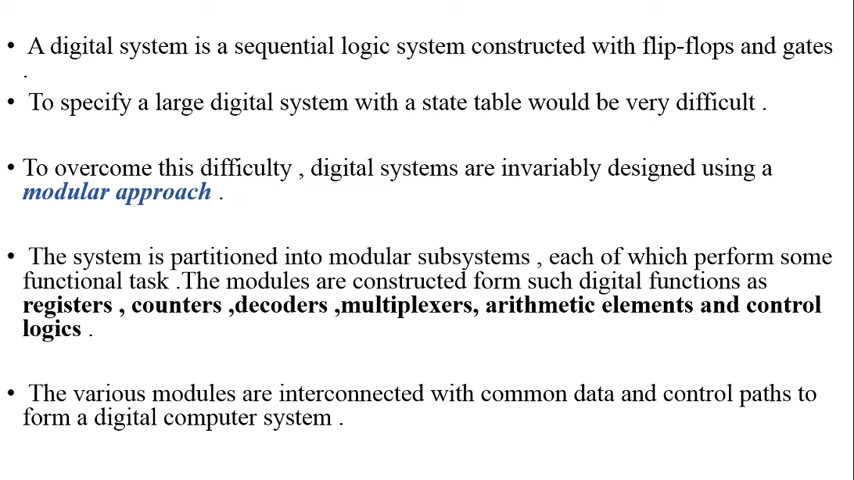 • A digital system is a sequential logic system constructed with flip-flops and gates
.
• To specify a large digital system with a state table would be very difficult .
• To overcome this difficulty , digital systems are invariably designed using a
modular approach .
• The system is partitioned into modular subsystems , each of which perform some
functional task .The modules are constructed form such digital functions as
registers , counters ,decoders ,multiplexers, arithmetic elements and control
logics .
• The various modules are interconnected with common data and control paths to
form a digital computer system .